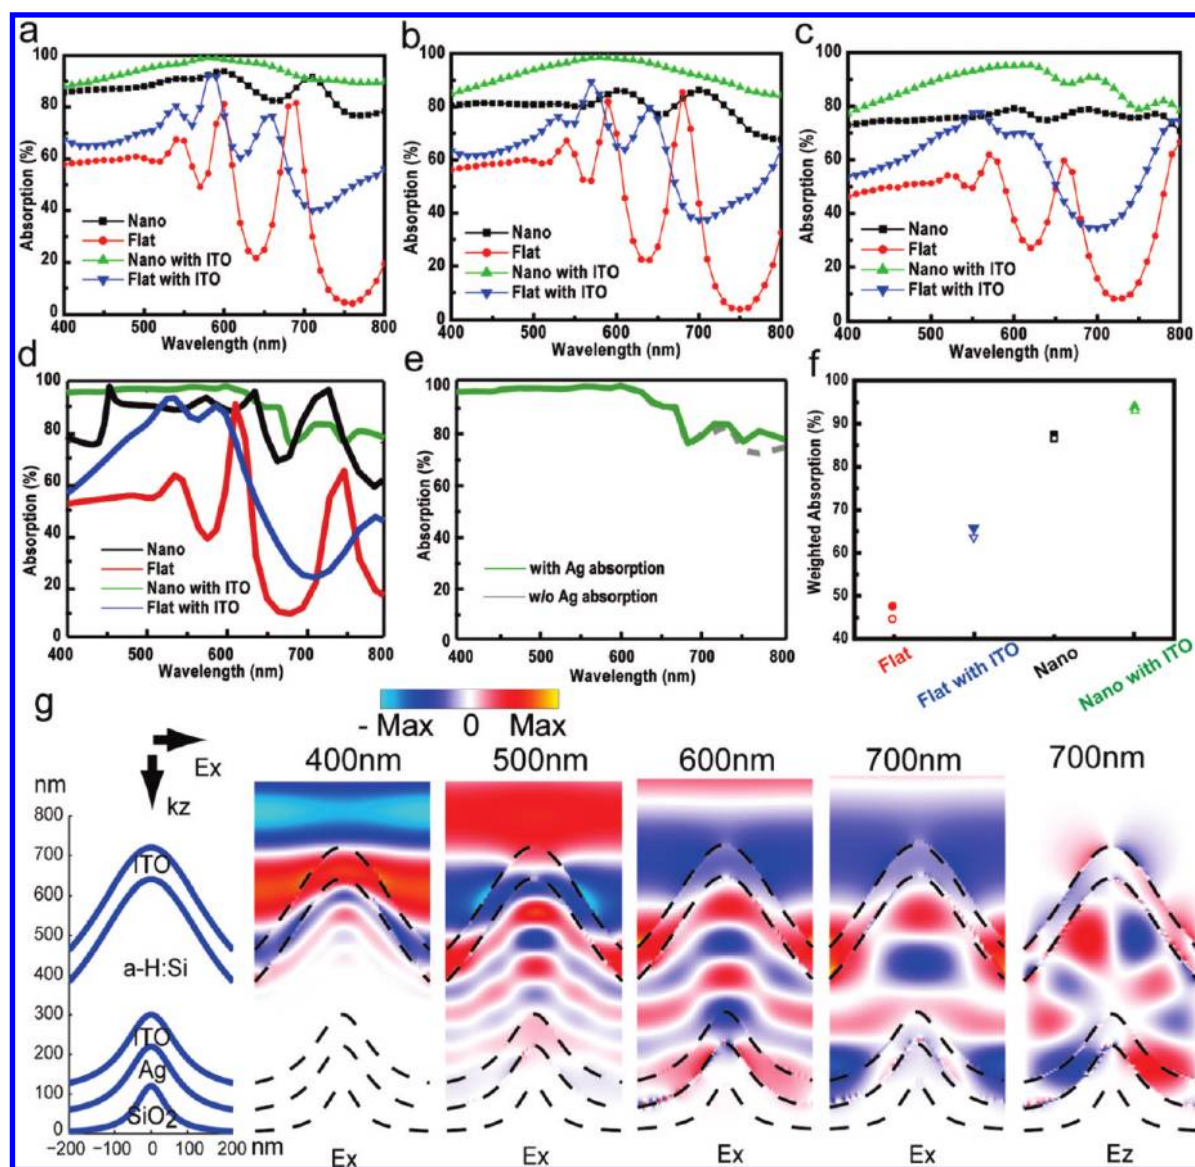 a
b
c
Absorption (%)
100
80
60
40
20
0
Nano
Flat
Nano with ITO
Flat with ITO
400 500 600 700 800
Wavelength (nm)
Absorption (%)
100
80
60
40
20
0
Nano
Flat
Nano with ITO
Flat with ITO
400 500 600 700 800
Wavelength (nm)
Absorption (%)
100
80
60
40
20
0
Nano
Flat
Nano with ITO
Flat with ITO
400 500 600 700 800
Wavelength (nm)
d
e
f
Absorption (%)
100
80
60
40
20
0
Nano
Flat
Nano with ITO
Flat with ITO
400 500 600 700 800
Wavelength (nm)
Absorption (%)
100
80
60
40
20
0
with Ag absorption
w/o Ag absorption
400 500 600 700 800
Wavelength (nm)
Weighted Absorption (%)
100
90
80
70
60
50
40
Flat
Flat with ITO
Nano
Nano with ITO
g
- Max 0 Max
Ex
kz
400nm 500nm 600nm 700nm 700nm
nm
800
700
600
500
400
300
200
100
0
ITO
a-H:Si
ITO
Ag
SiO2
−200 −100 0 100 200 nm
Ex Ex Ex Ex Ez